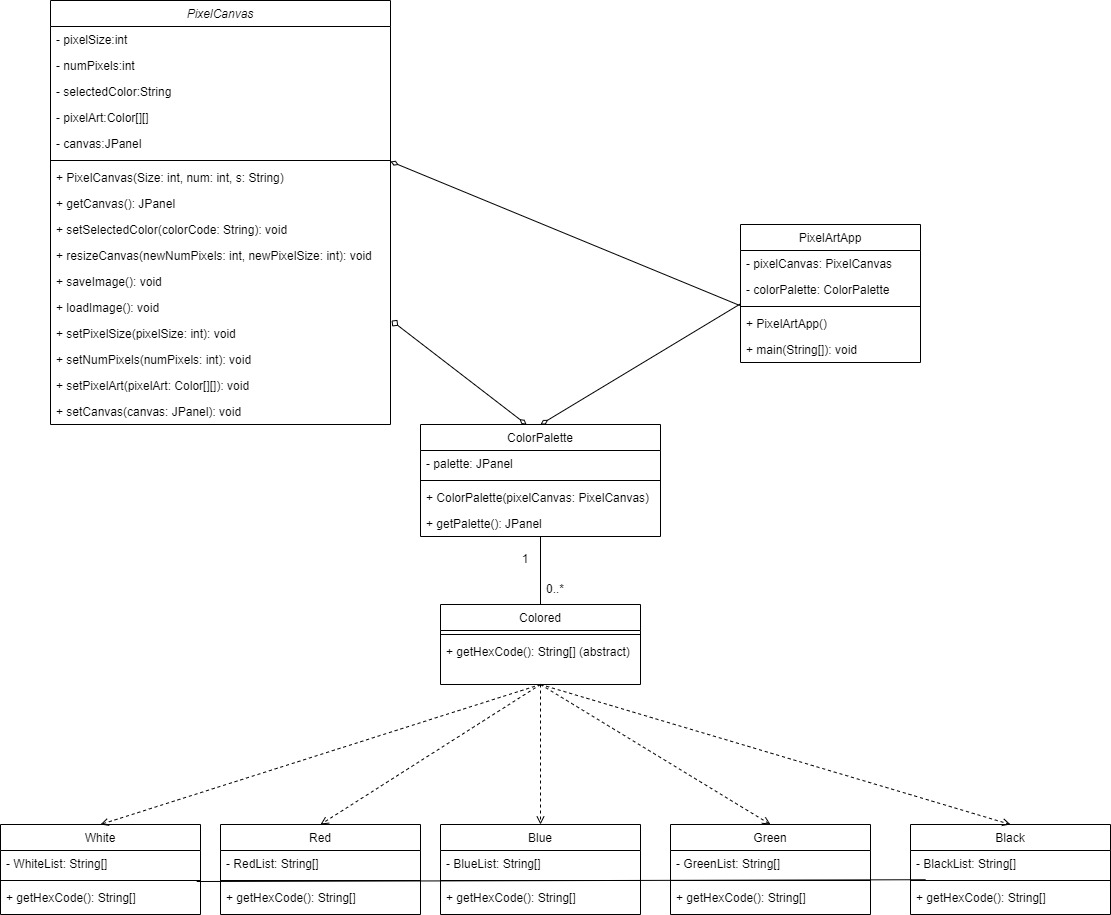 PixelCanvas
- pixelSize:int
- numPixels:int
- selectedColor:String
- pixelArt:Color[][]
- canvas:JPanel
+ PixelCanvas(Size: int, num: int, s: String)
+ getCanvas(): JPanel
+ setSelectedColor(colorCode: String): void
+ resizeCanvas(newNumPixels: int, newPixelSize: int): void
+ saveImage(): void
+ loadImage(): void
+ setPixelSize(pixelSize: int): void
+ setNumPixels(numPixels: int): void
+ setPixelArt(pixelArt: Color[][]): void
+ setCanvas(canvas: JPanel): void
PixelArtApp
- pixelCanvas: PixelCanvas
- colorPalette: ColorPalette
+ PixelArtApp()
+ main(String[]): void
ColorPalette
- palette: JPanel
+ ColorPalette(pixelCanvas: PixelCanvas)
+ getPalette(): JPanel
1
0..*
Colored
+ getHexCode(): String[] (abstract)
White
- WhiteList: String[]
+ getHexCode(): String[]
Red
- RedList: String[]
+ getHexCode(): String[]
Blue
- BlueList: String[]
+ getHexCode(): String[]
Green
- GreenList: String[]
+ getHexCode(): String[]
Black
- BlackList: String[]
+ getHexCode(): String[]